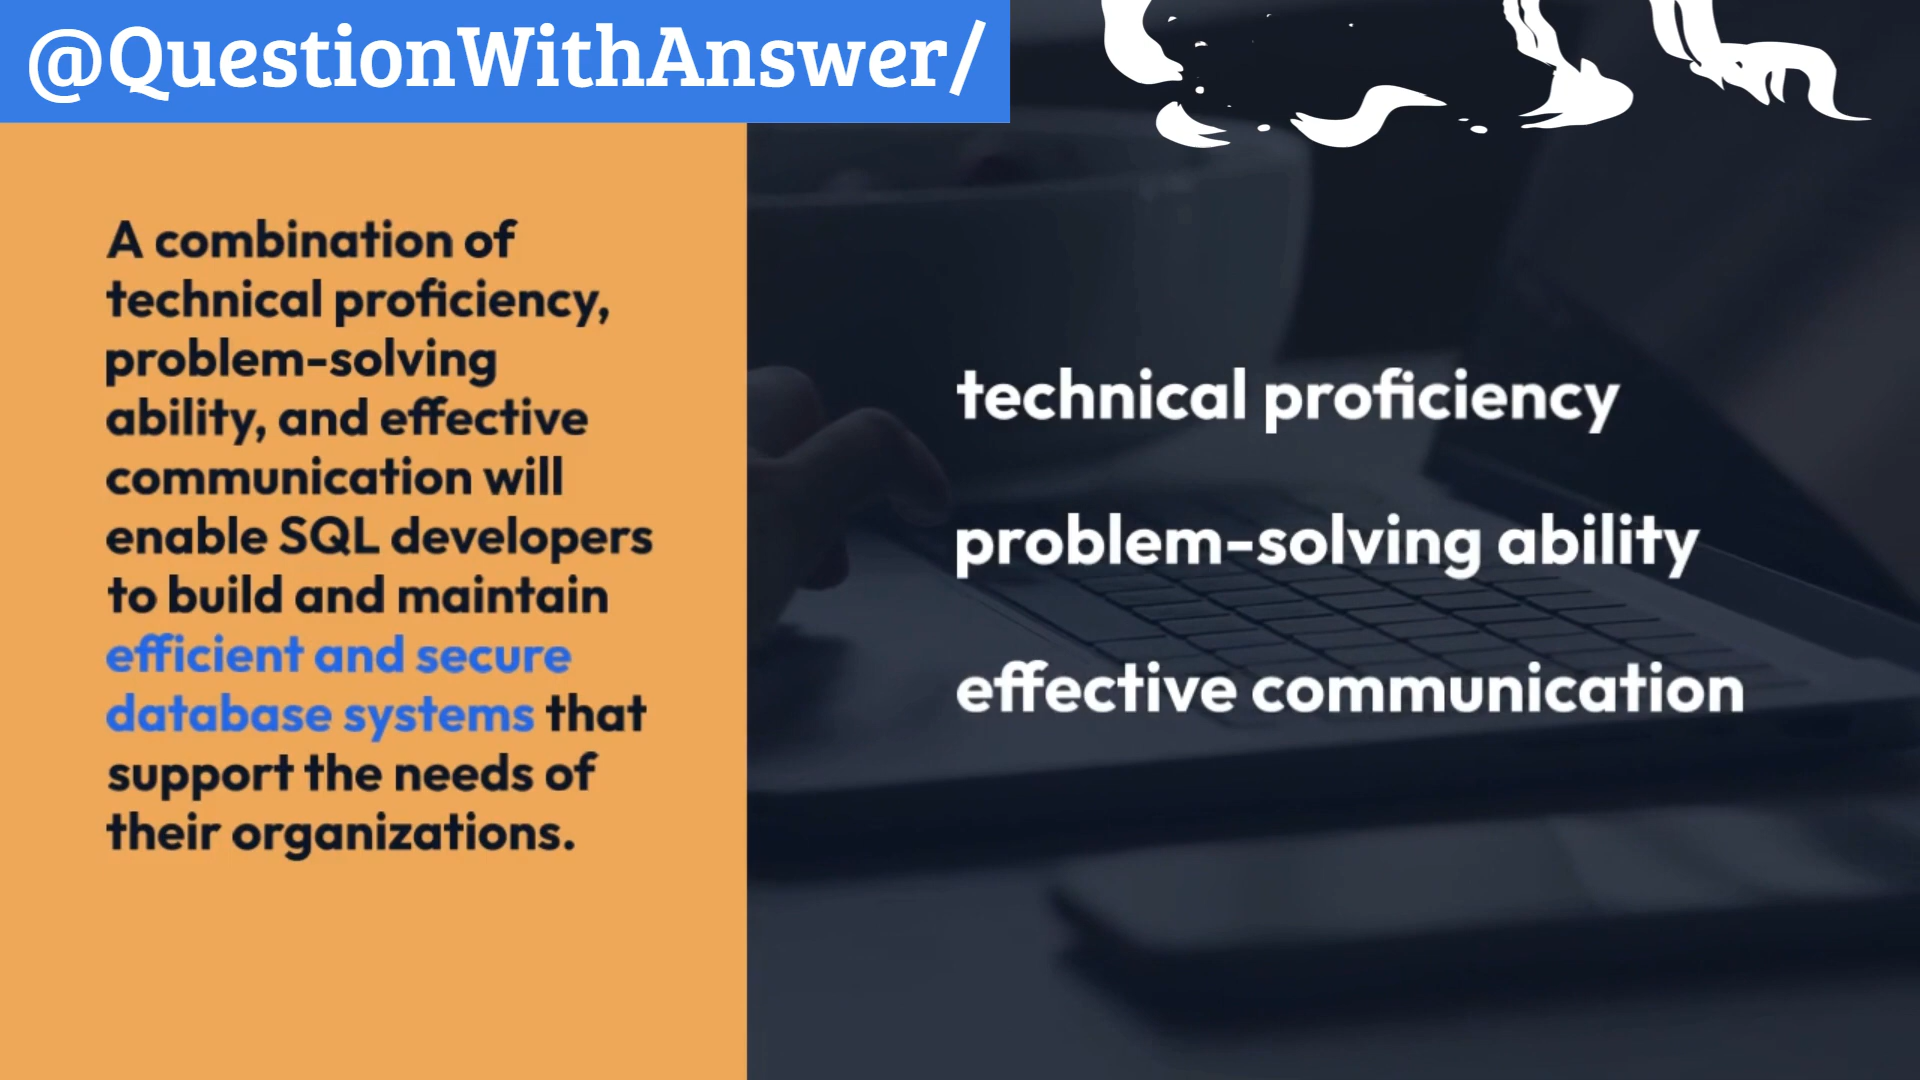 @QuestionWithAnswer/
A combination of
technical proficiency,
problem-solving
ability, and effective
communication will
enable SQL developers
to build and maintain
efficient and secure
database systems that
support the needs of
their organizations.
technical proficiency
problem-solving ability
effective communication